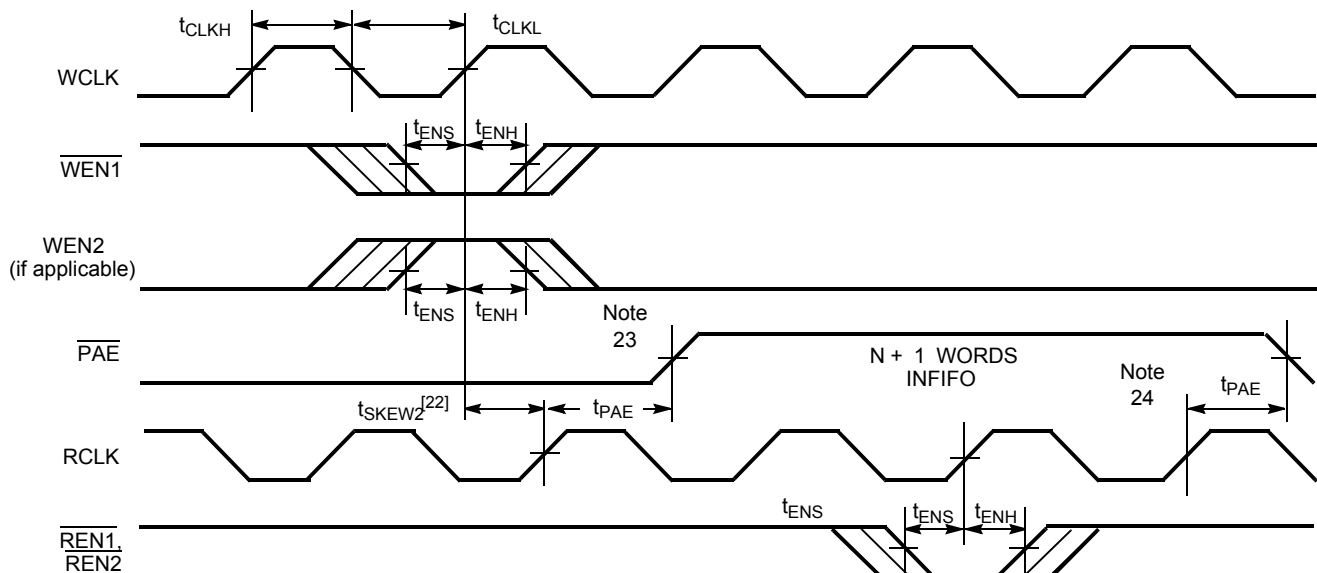 tCLKH
tCLKL
WCLK
tENS
tENH
WEN1
WEN2
(if applicable)
tENS
tENH
Note
23
PAE
N + 1 WORDS
INFIFO
Note
24
tPAE
tSKEW2[22]
tPAE
RCLK
tENS
tENS
tENH
REN1,
REN2